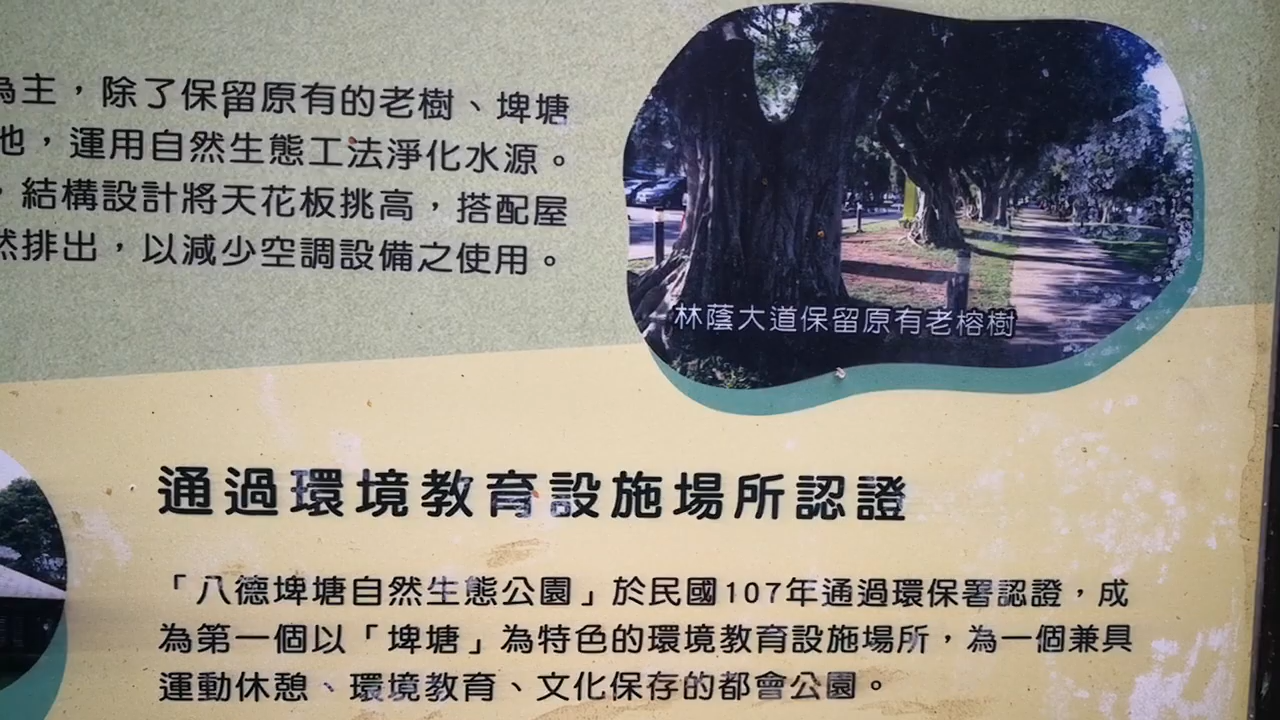 為主，除了保留原有的老樹、埤塘
池，運用自然生態工法淨化水源。
，結構設計將天花板挑高，搭配屋
然排出，以減少空調設備之使用。
林蔭大道保留原有老榕樹
通過環境教育設施場所認證
「八德埤塘自然生態公園」於民國107年通過環保署認證，成
為第一個以「埤塘」為特色的環境教育設施場所，為一個兼具
運動休憩、環境教育、文化保存的都會公園。